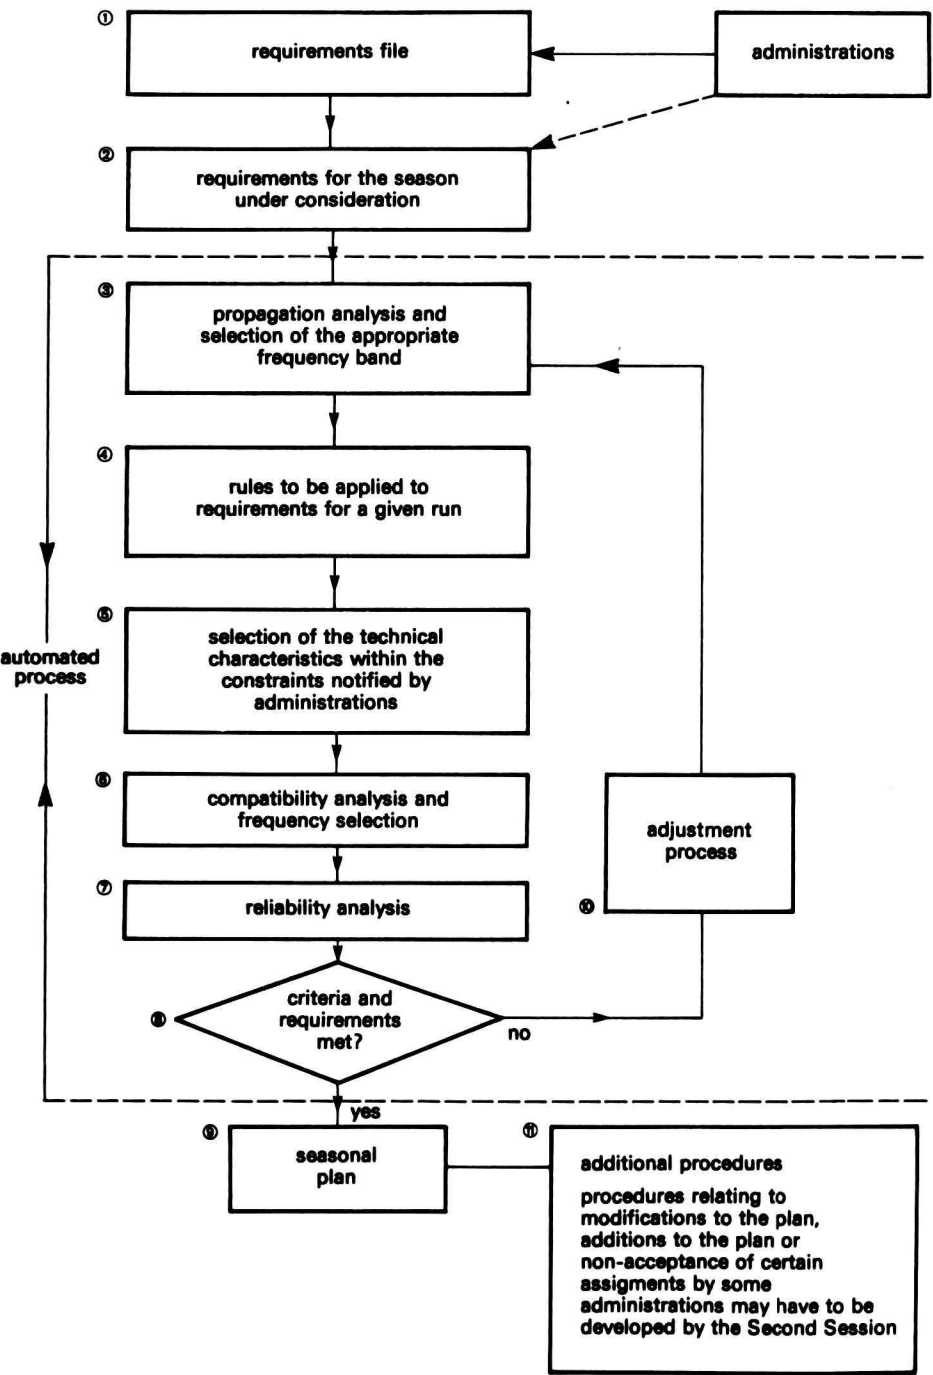 ①
requirements file
administrations
②
requirements for the season
under consideration
③
propagation analysis and
selection of the appropriate
frequency band
④
rules to be applied to
requirements for a given run
⑤
selection of the technical
characteristics within the
constraints notified by
administrations
automated
process
⑥
compatibility analysis and
frequency selection
adjustment
process
⑦
reliability analysis
⑩
⑧
criteria and
requirements
met?
no
yes
⑨
seasonal
plan
⑪
additional procedures
procedures relating to
modifications to the plan,
additions to the plan or
non-acceptance of certain
assigments by some
administrations may have to be
developed by the Second Session